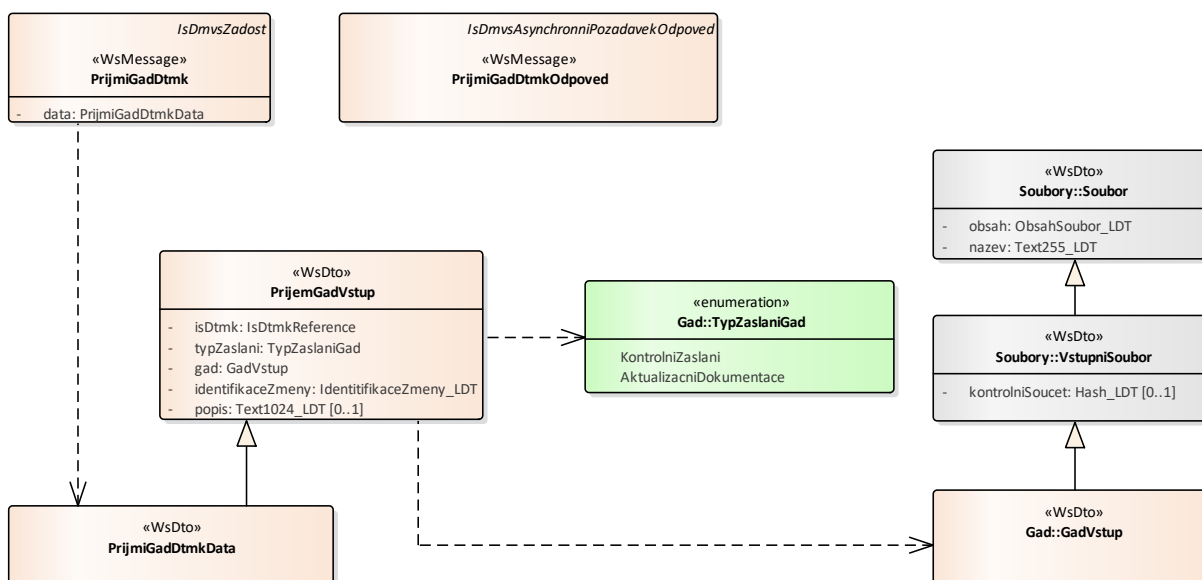 IsDmvsZadost
«WsMessage»
PrijmiGadDtmk
- data: PrijmiGadDtmkData
IsDmvsAsynchronniPozadavekOdpoved
«WsMessage»
PrijmiGadDtmkOdpoved
«WsDto»
Soubory::Soubor
- obsah: ObsahSoubor_LDT
- nazev: Text255_LDT
«WsDto»
PrijemGadVstup
- isDtmk: IsDtmkReference
- typZaslani: TypZaslaniGad
- gad: GadVstup
- identifikaceZmeny: IdentitifikaceZmeny_LDT
- popis: Text1024_LDT [0..1]
«enumeration»
Gad::TypZaslaniGad
KontrolniZaslani
AktualizacniDokumentace
«WsDto»
Soubory::VstupniSoubor
- kontrolniSoucet: Hash_LDT [0..1]
«WsDto»
PrijmiGadDtmkData
«WsDto»
Gad::GadVstup